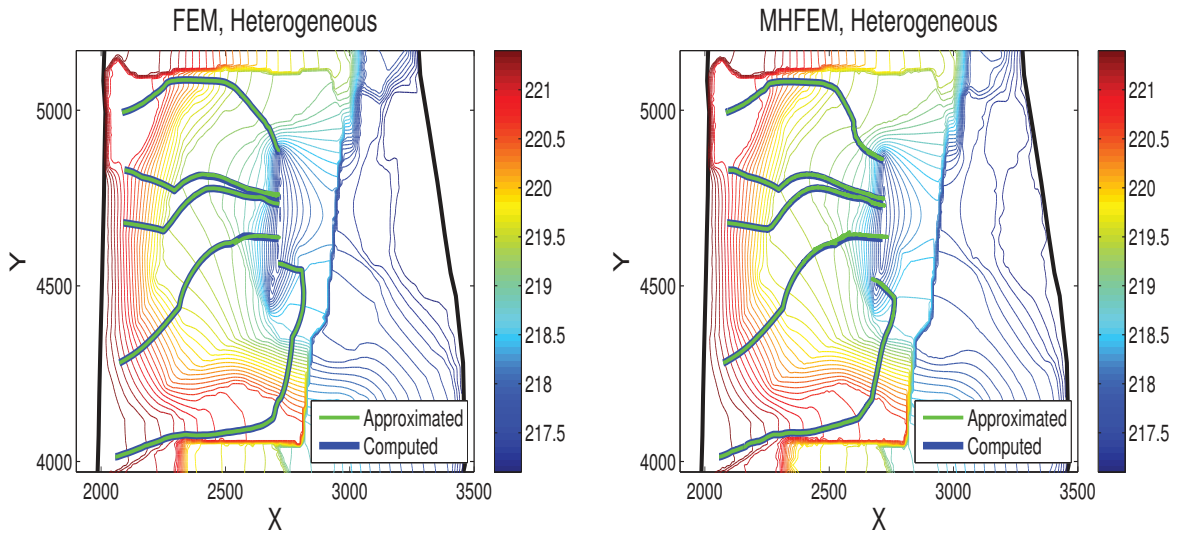 FEM, Heterogeneous
5000
4500
4000
2000 2500 3000 3500
X
Y
Approximated
Computed
221
220.5
220
219.5
219
218.5
218
217.5
MHFEM, Heterogeneous
5000
4500
4000
2000 2500 3000 3500
X
Y
Approximated
Computed
221
220.5
220
219.5
219
218.5
218
217.5